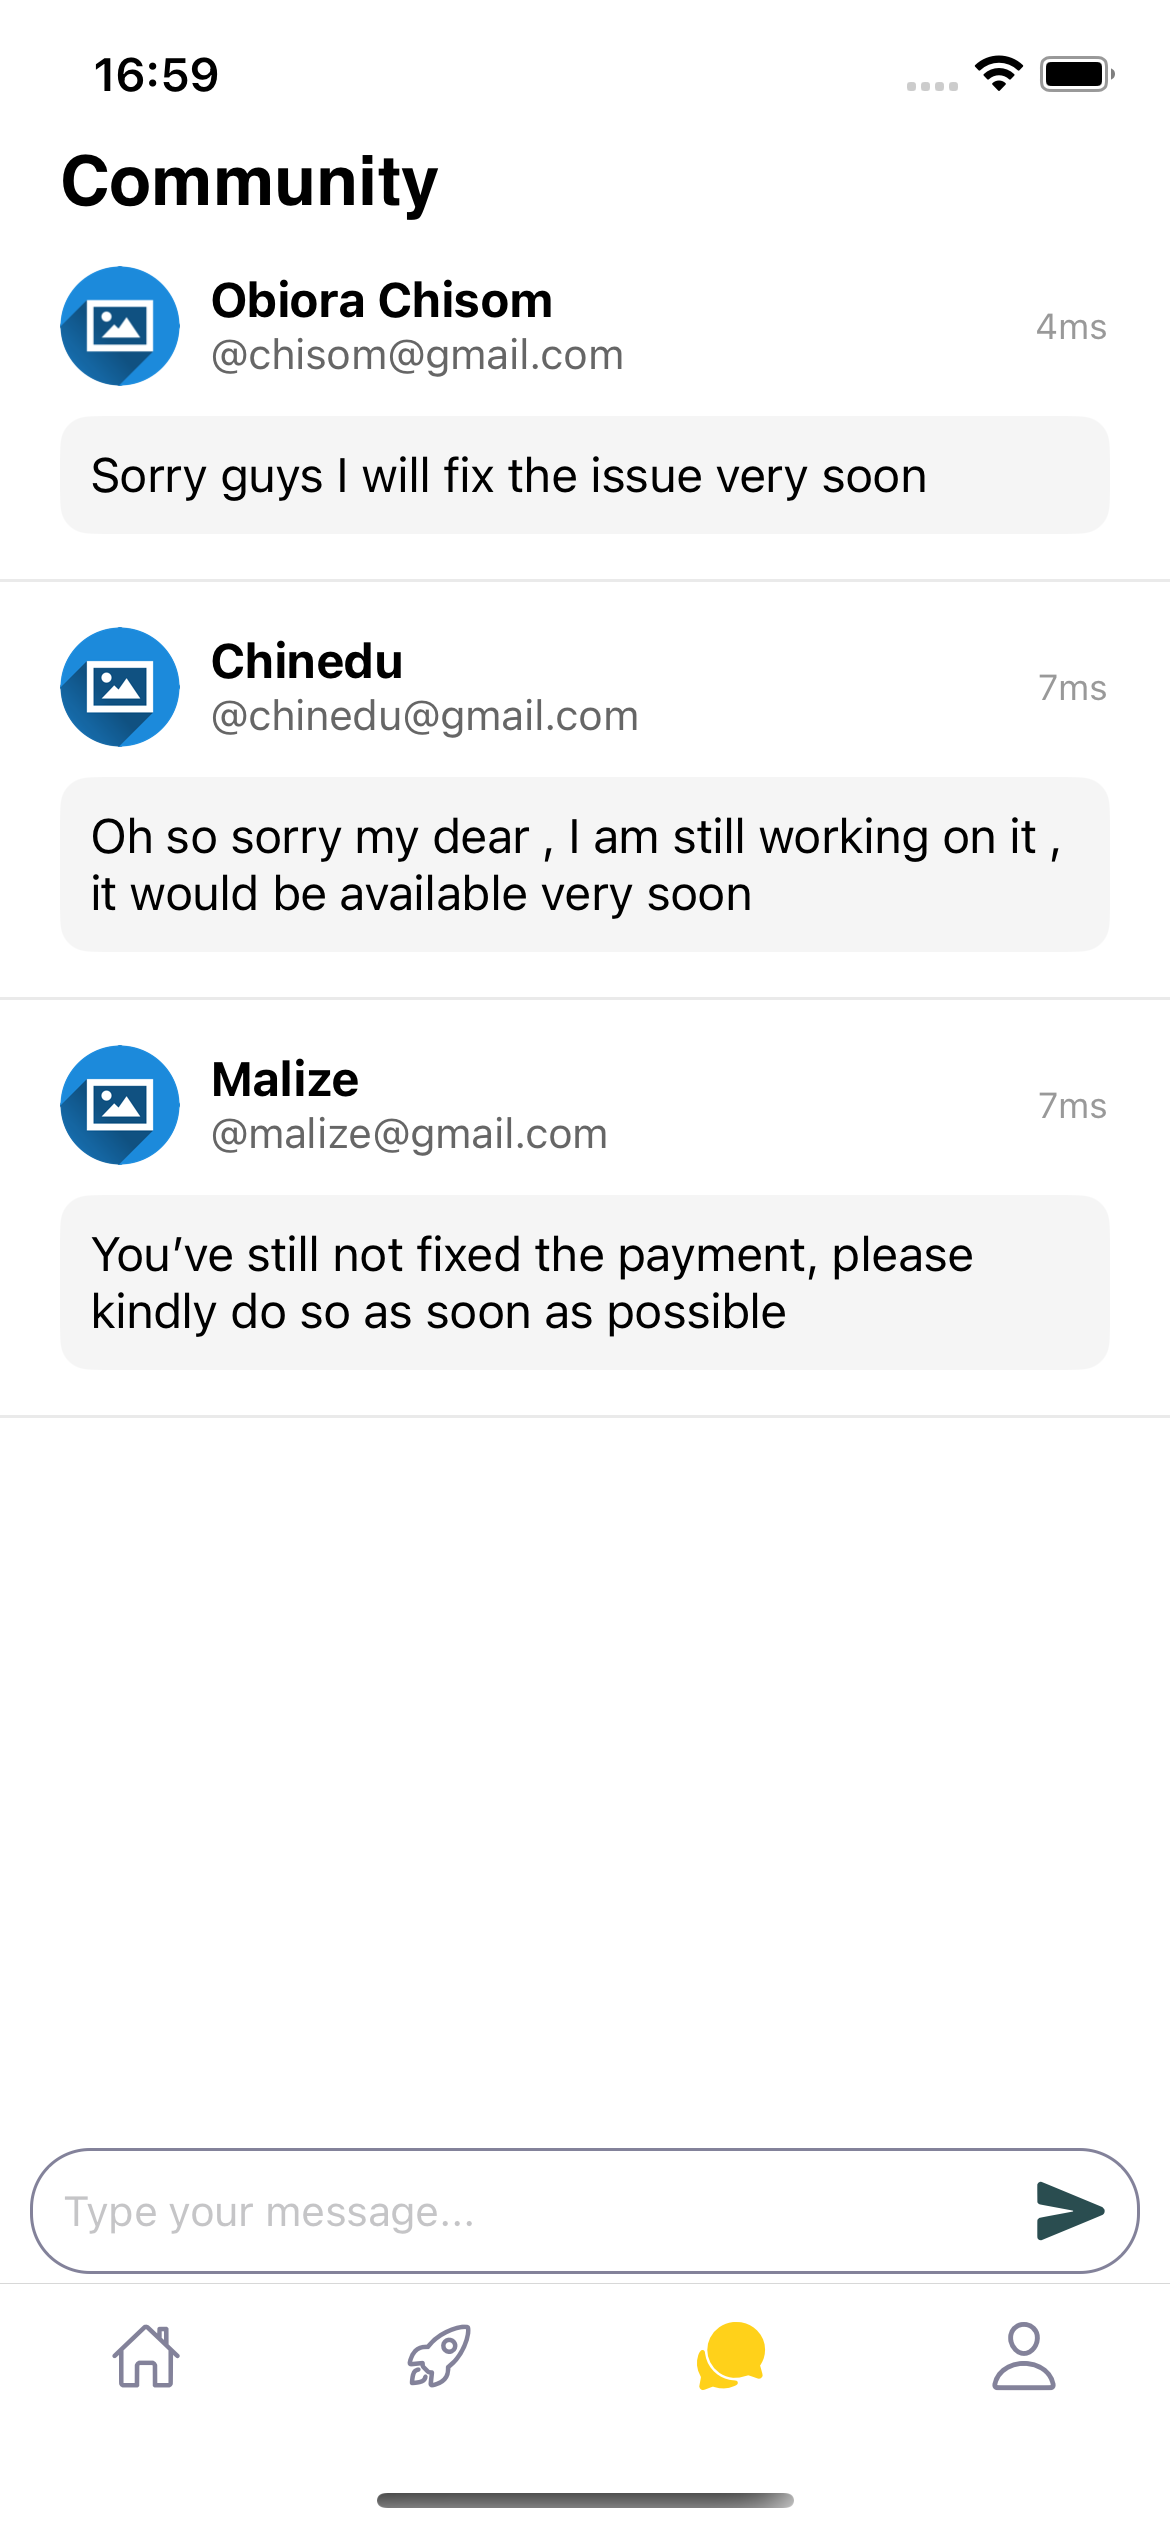 16:59
Community
Obiora Chisom
@chisom@gmail.com
4ms
Sorry guys I will fix the issue very soon
Chinedu
@chinedu@gmail.com
7ms
Oh so sorry my dear , I am still working on it ,
it would be available very soon
Malize
@malize@gmail.com
7ms
You’ve still not fixed the payment, please
kindly do so as soon as possible
Type your message...